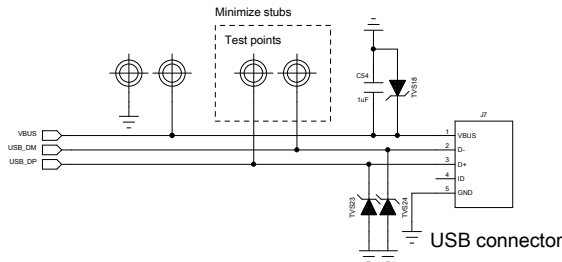 Minimize stubs
Test points
C54
1uF
TVS18
J7
VBUS
USB_DM
USB_DP
1 VBUS
2 D-
3 D+
4 ID
5 GND
TVS23
TVS24
USB connector